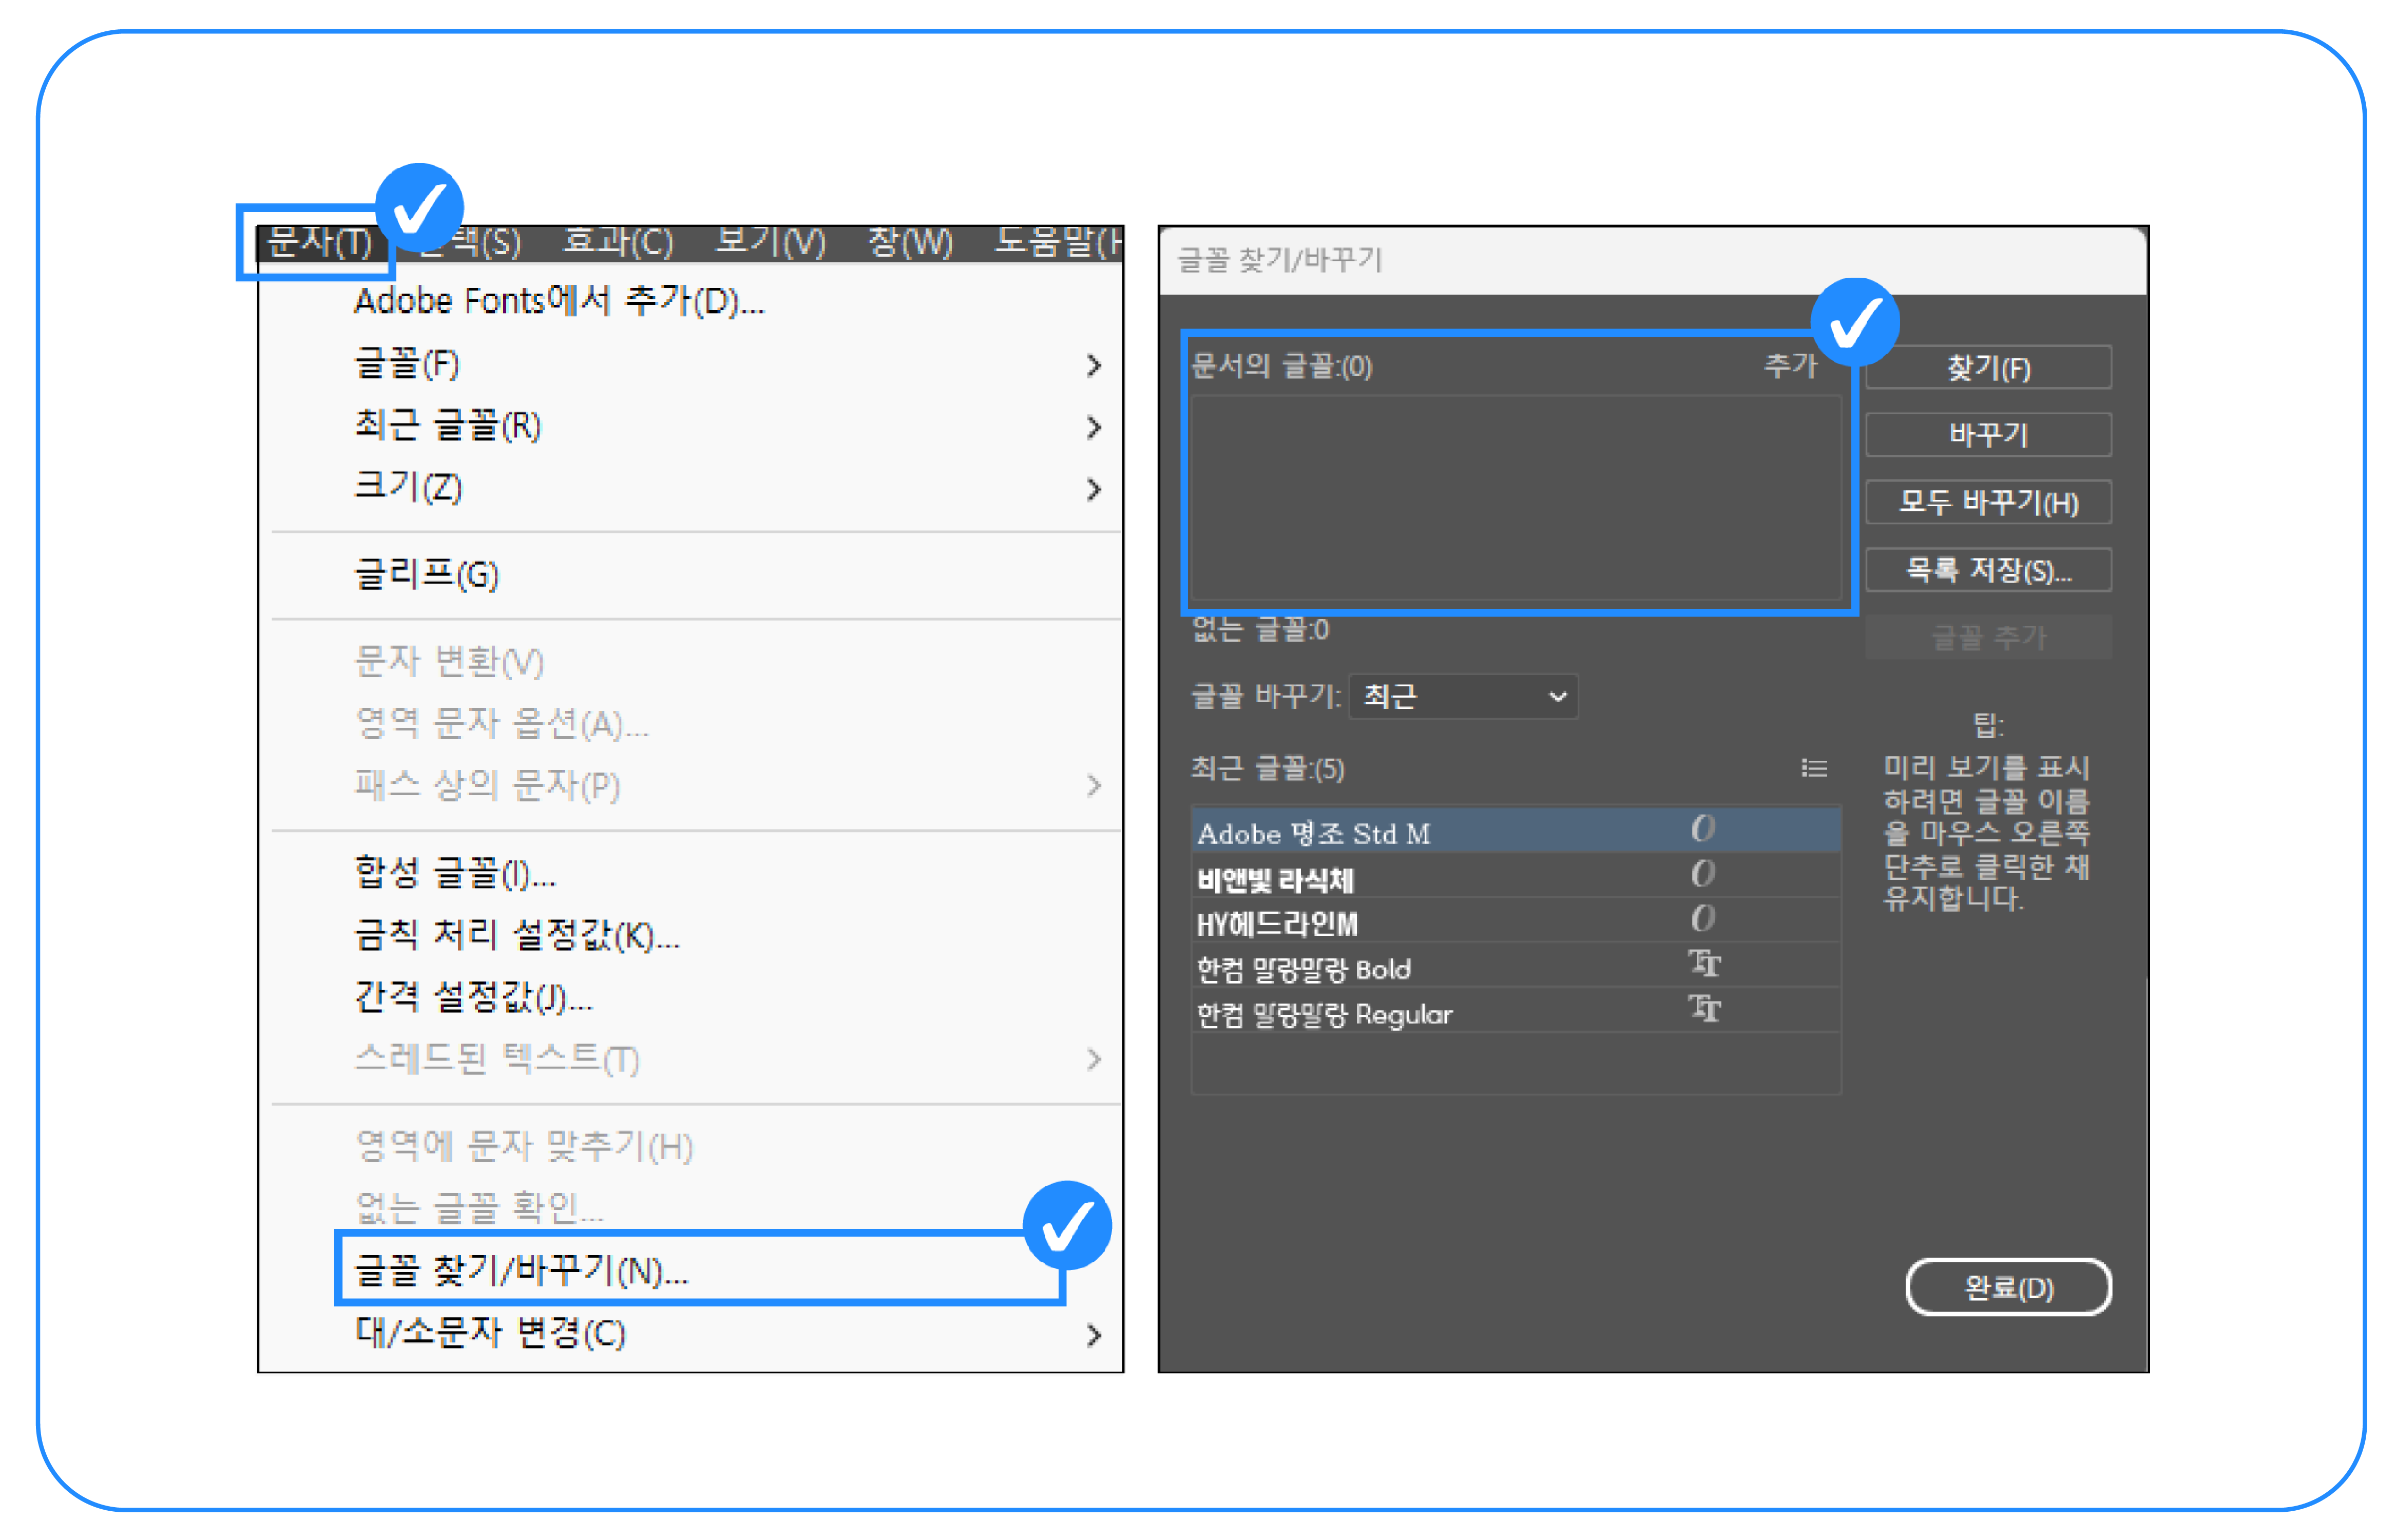 문자(T) 택(S) 효과(C) 보기(V) 창(W) 도움말(
Adobe Fonts에서 추가(D)...
글꼴(F)
최근 글꼴(R)
크기(Z)
글리프(G)
문자 변환(V)
영역 문자 옵션(A)...
패스 상의 문자(P)
합성 글꼴(I)...
금칙 처리 설정값(K)...
간격 설정값(J)...
스레드된 텍스트(T)
영역에 문자 맞추기(H)
없는 글꼴 확인...
글꼴 찾기/바꾸기(N)...
대/소문자 변경(C)
글꼴 찾기/바꾸기
문서의 글꼴:(0) 추가
없는 글꼴:0
글꼴 바꾸기: 최근
최근 글꼴:(5)
Adobe 명조 Std M
비앤빛 라식체
HY헤드라인M
한컴 말랑말랑 Bold
한컴 말랑말랑 Regular
찾기(F)
바꾸기
모두 바꾸기(H)
목록 저장(S)...
글꼴 추가
팁:
미리 보기를 표시
하려면 글꼴 이름
을 마우스 오른쪽
단추로 클릭한 채
유지합니다.
완료(D)